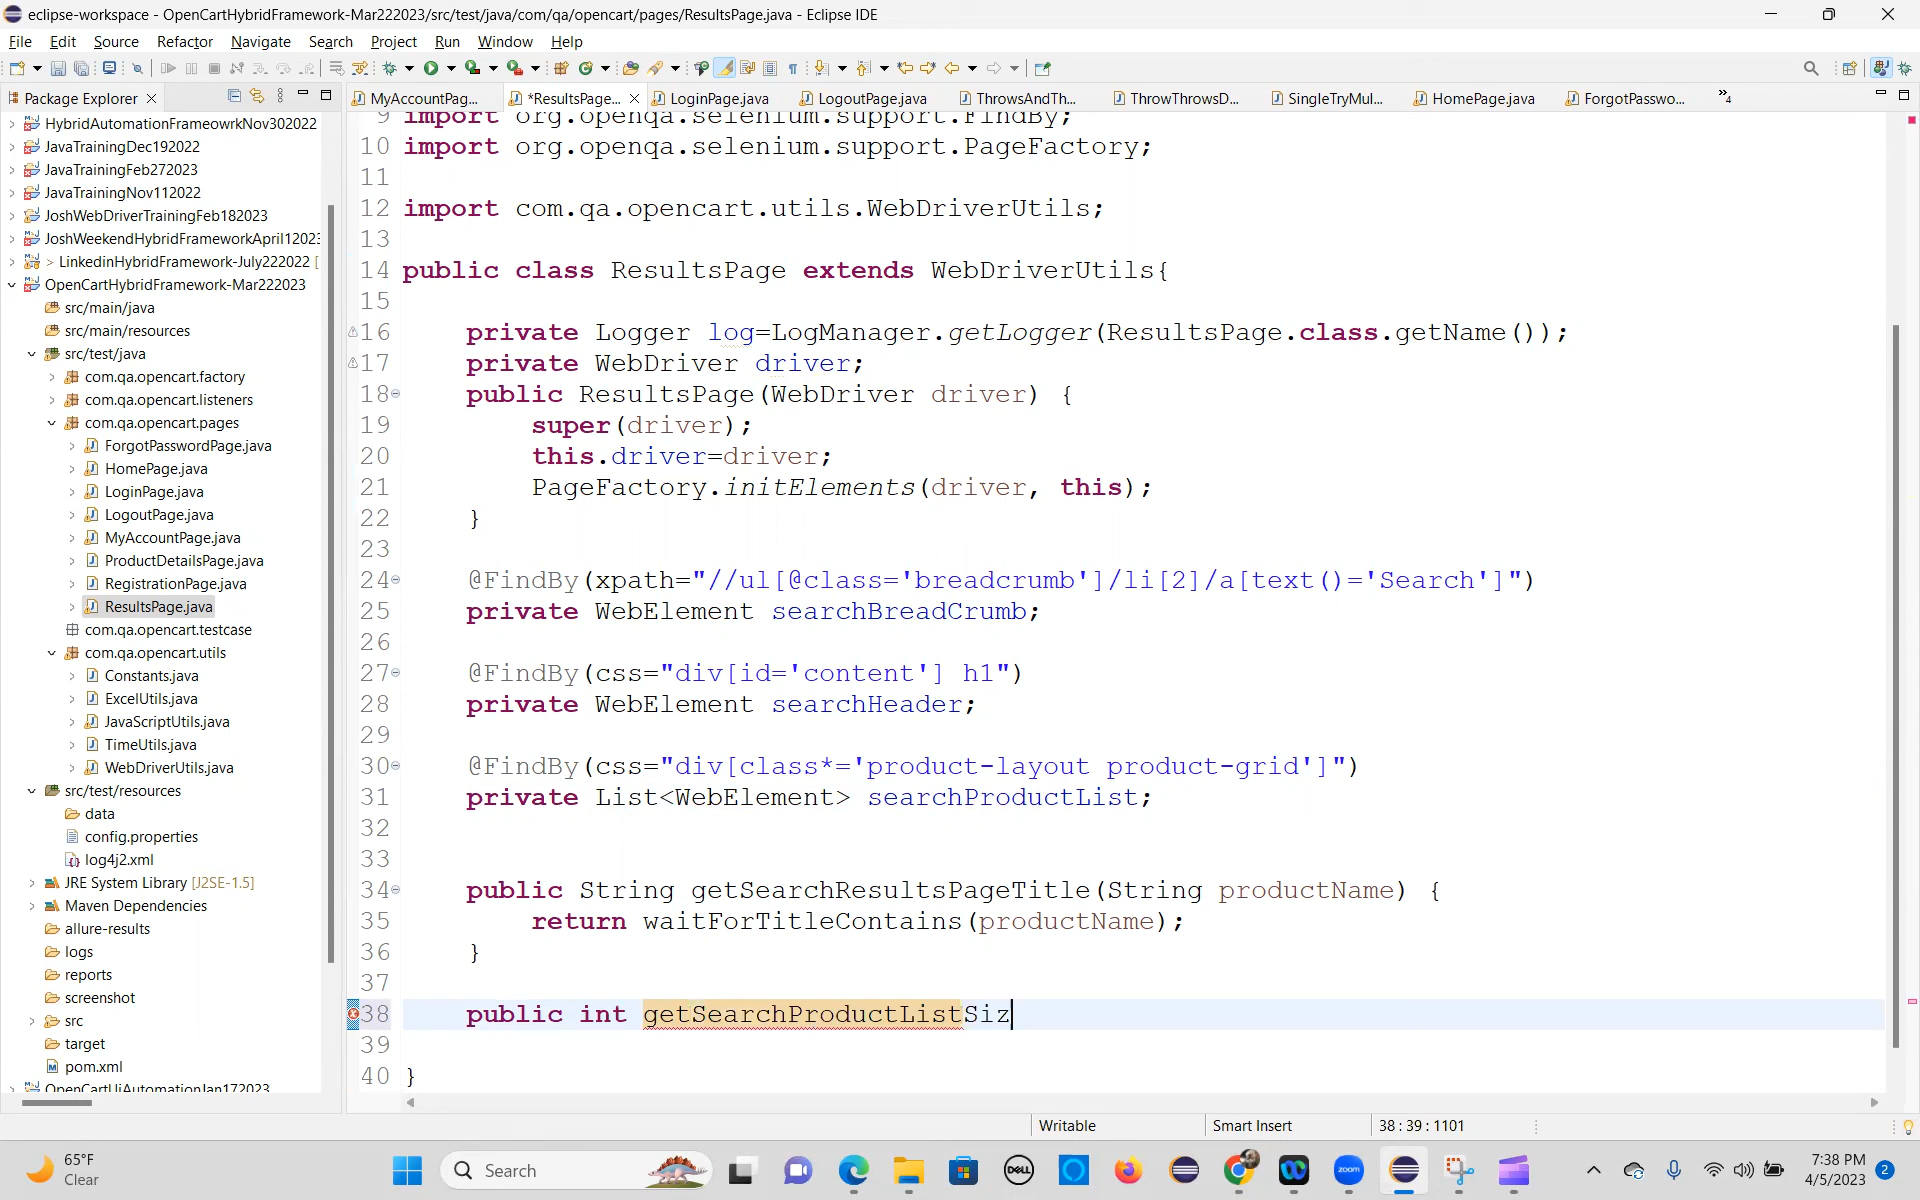 eclipse-workspace - OpenCartHybridFramework-Mar222023/src/test/java/com/qa/opencart/pages/ResultsPage.java - Eclipse IDE
File Edit Source Refactor Navigate Search Project Run Window Help
Package Explorer
MyAccountPag... *ResultsPage... LoginPage.java LogoutPage.java ThrowsAndTh... ThrowThrowsD... SingleTryMul... HomePage.java ForgotPasswo... »4
HybridAutomationFrameowrkNov302022
JavaTrainingDec192022
JavaTrainingFeb272023
JavaTrainingNov112022
JoshWebDriverTrainingFeb182023
JoshWeekendHybridFrameworkApril12023
> LinkedinHybridFramework-July222022 [
OpenCartHybridFramework-Mar222023
src/main/java
src/main/resources
src/test/java
com.qa.opencart.factory
com.qa.opencart.listeners
com.qa.opencart.pages
ForgotPasswordPage.java
HomePage.java
LoginPage.java
LogoutPage.java
MyAccountPage.java
ProductDetailsPage.java
RegistrationPage.java
ResultsPage.java
com.qa.opencart.testcase
com.qa.opencart.utils
Constants.java
ExcelUtils.java
JavaScriptUtils.java
TimeUtils.java
WebDriverUtils.java
src/test/resources
data
config.properties
log4j2.xml
JRE System Library [J2SE-1.5]
Maven Dependencies
allure-results
logs
reports
screenshot
src
target
pom.xml
OpenCartUiAutomationJan172023
9 import org.openqa.selenium.support.FindBy;
10 import org.openqa.selenium.support.PageFactory;
11
12 import com.qa.opencart.utils.WebDriverUtils;
13
14 public class ResultsPage extends WebDriverUtils{
15
16 private Logger log=LogManager.getLogger(ResultsPage.class.getName());
17 private WebDriver driver;
18 public ResultsPage(WebDriver driver) {
19 super(driver);
20 this.driver=driver;
21 PageFactory.initElements(driver, this);
22 }
23
24 @FindBy(xpath="//ul[@class='breadcrumb']/li[2]/a[text()='Search']")
25 private WebElement searchBreadCrumb;
26
27 @FindBy(css="div[id='content'] h1")
28 private WebElement searchHeader;
29
30 @FindBy(css="div[class*='product-layout product-grid']")
31 private List<WebElement> searchProductList;
32
33
34 public String getSearchResultsPageTitle(String productName) {
35 return waitForTitleContains(productName);
36 }
37
38 public int getSearchProductListSiz
39
40 }
Writable Smart Insert 38 : 39 : 1101
65°F
Clear
Search
DELL
zoom
7:38 PM
4/5/2023
2